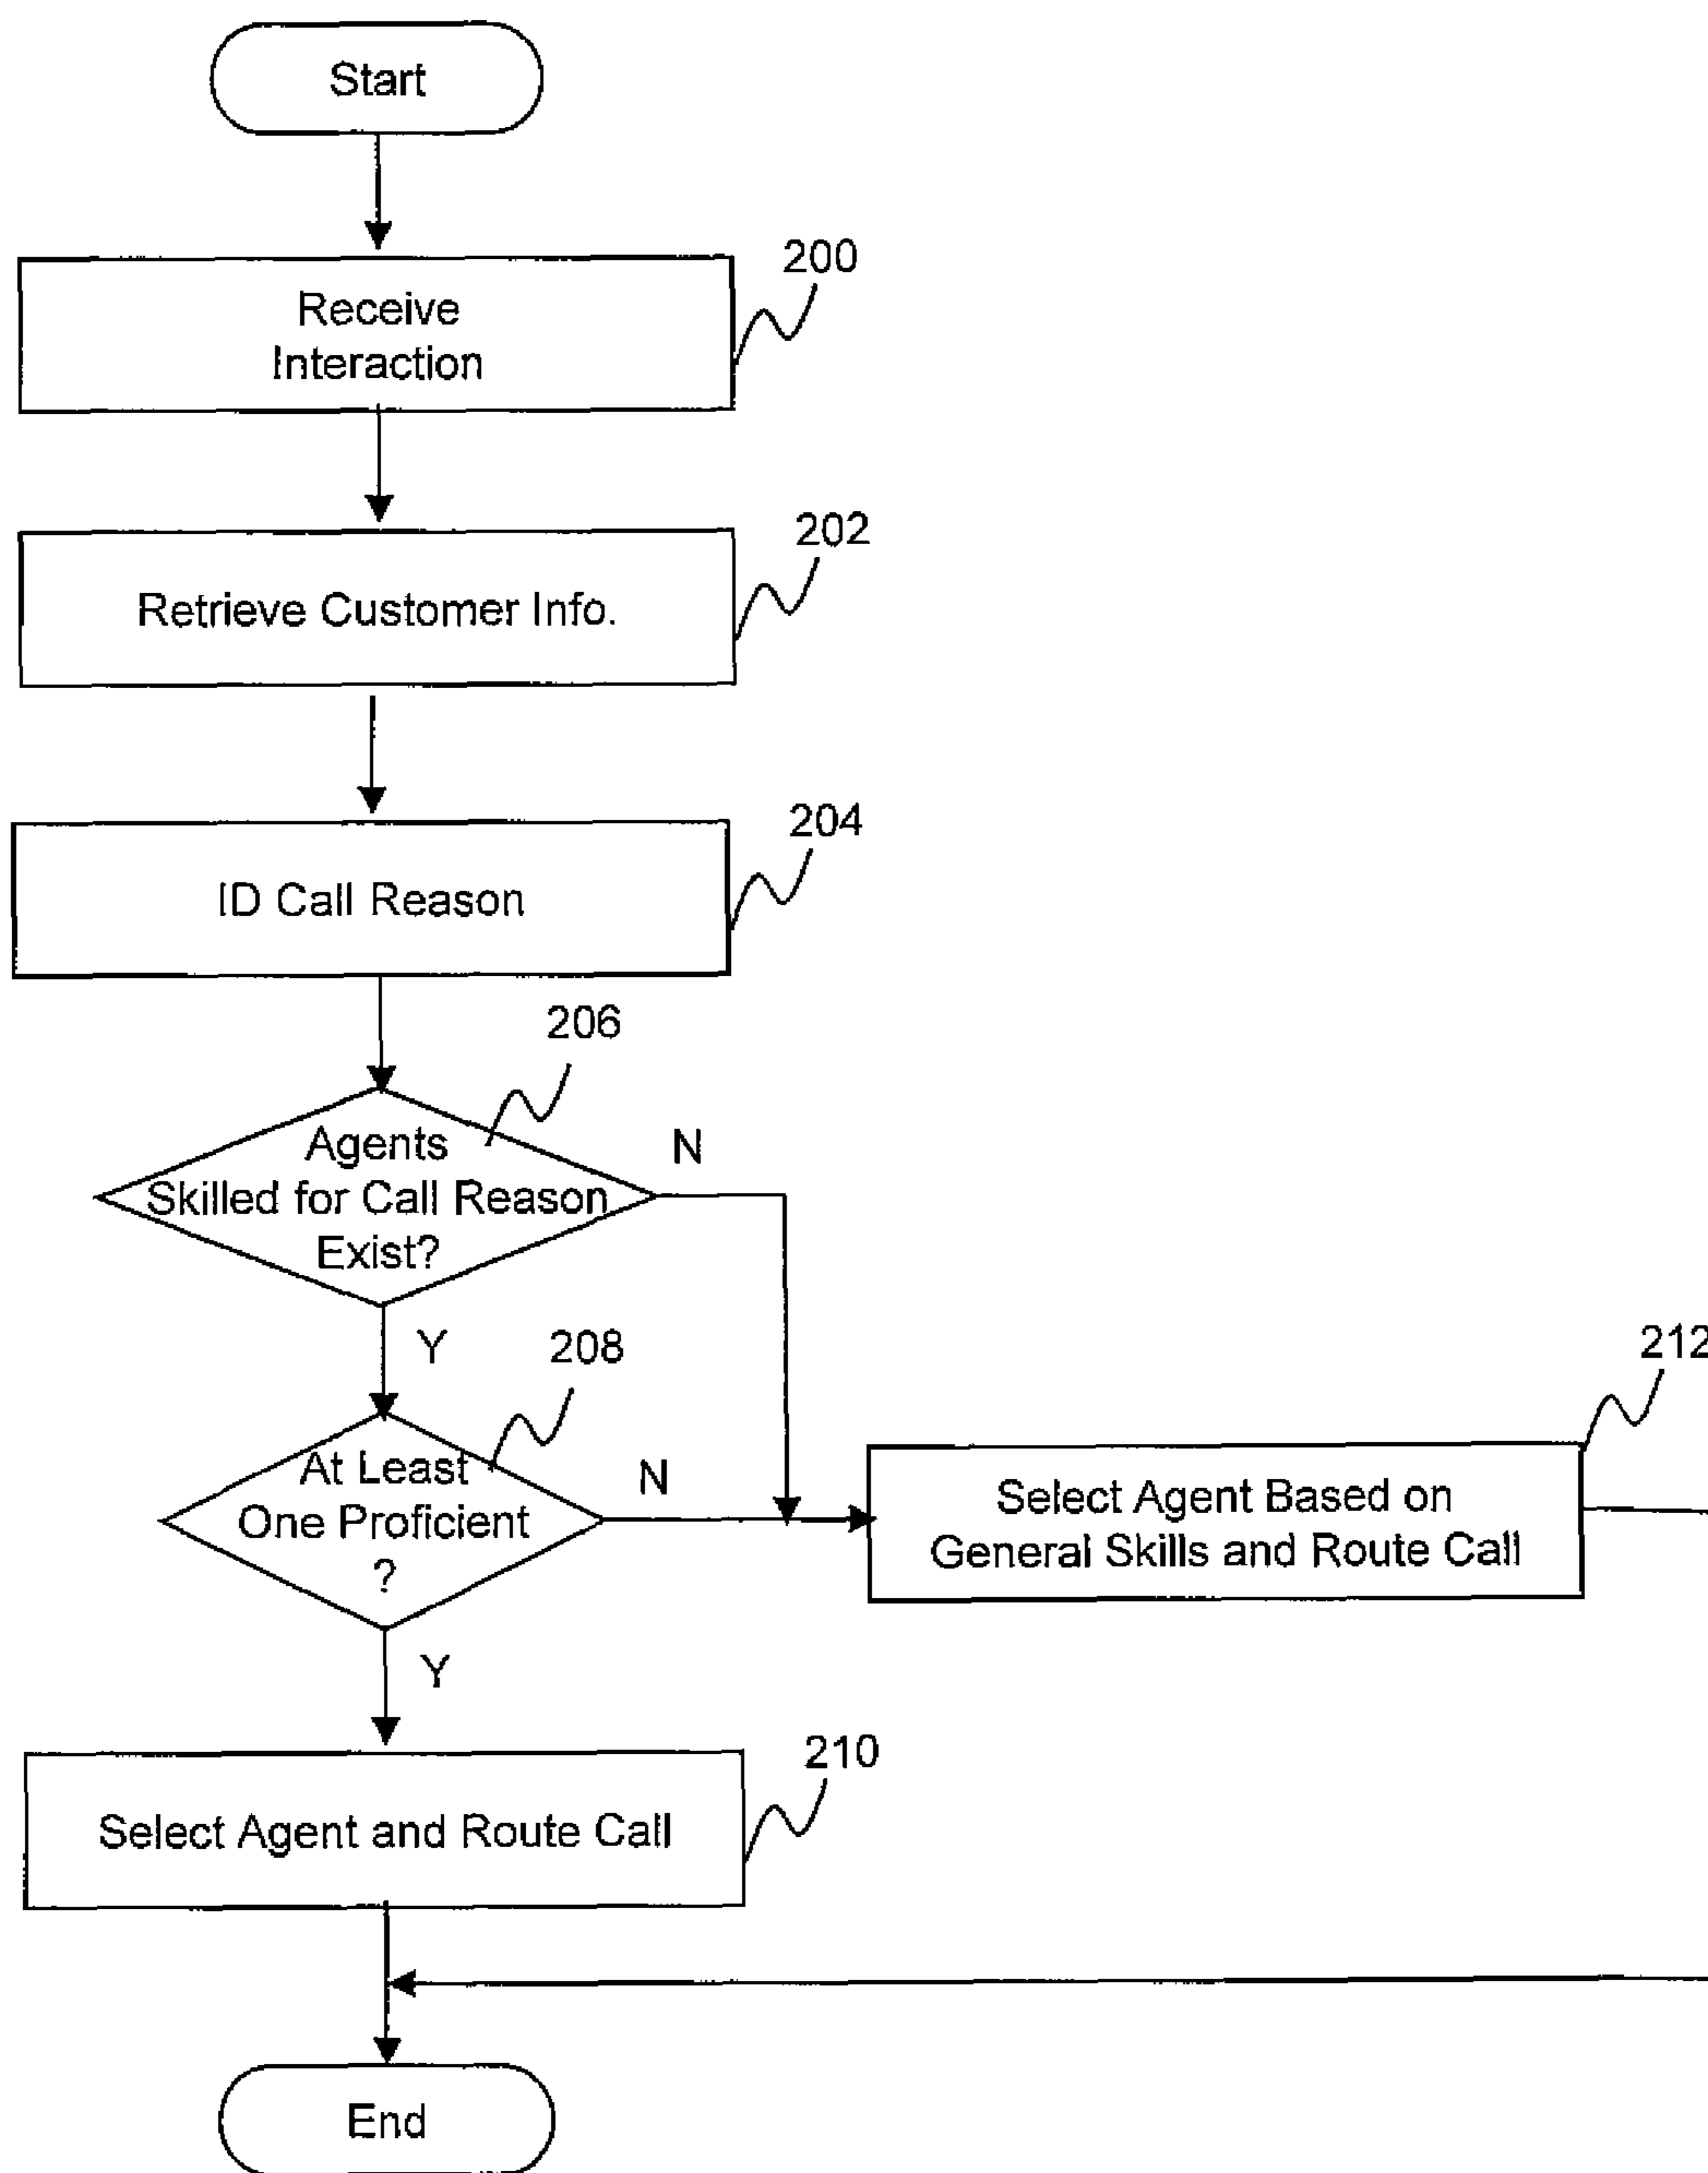 Start
200
Receive
Interaction
202
Retrieve Customer Info.
204
ID Call Reason
206
Agents
Skilled for Call Reason
Exist?
N
Y
208
At Least
One Proficient
?
N
212
Select Agent Based on
General Skills and Route Call
Y
210
Select Agent and Route Call
End